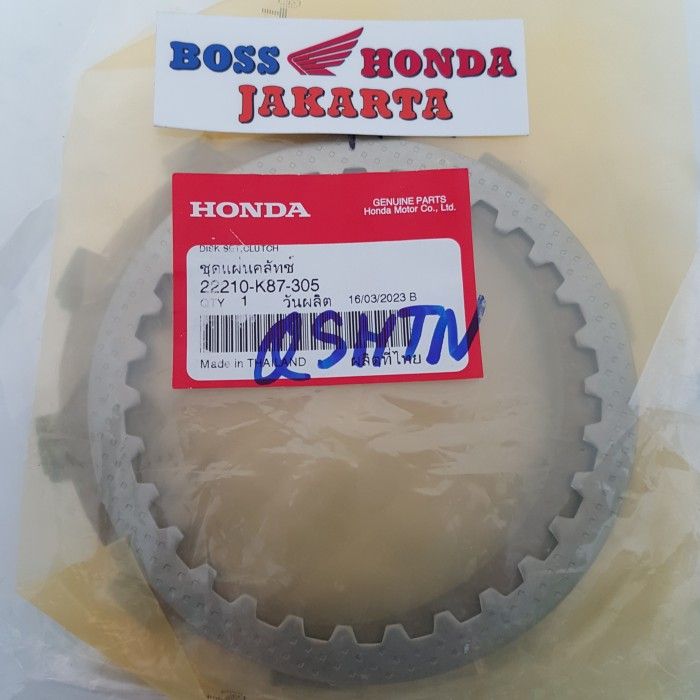 BOSS HONDA
JAKARTA
HONDA
GENUINE PARTS
Honda Motor Co., Ltd.
DISK SET,CLUTCH
ชุดแผ่นคลัทช์
22210-K87-305
QTY 1 วันผลิต 16/03/2023 B
QSHTN
Made in THAILAND ผลิตที่ไทย